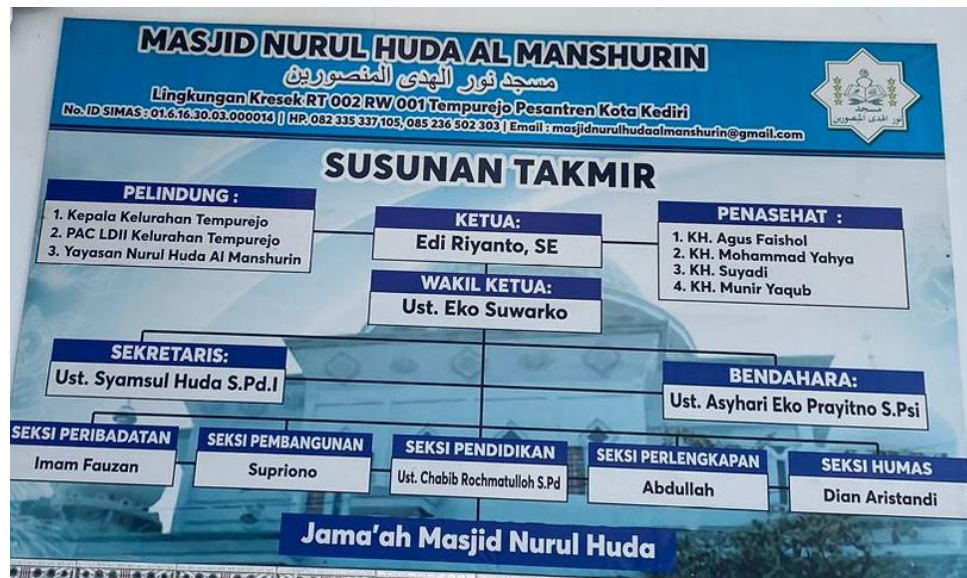 MASJID NURUL HUDA AL MANSHURIN
مسجد نور الهدى المنصورين
Lingkungan Kresek RT 002 RW 001 Tempurejo Pesantren Kota Kediri
No. ID SIMAS : 01.6.16.30.03.000014 || HP. 082 335 337 105, 085 236 502 303 | Email : masjidnurulhudaalmanshurin@gmail.com
مسجد
نور الهدى المنصورين
SUSUNAN TAKMIR
PELINDUNG :
1. Kepala Kelurahan Tempurejo
2. PAC LDII Kelurahan Tempurejo
3. Yayasan Nurul Huda Al Manshurin
KETUA:
Edi Riyanto, SE
PENASEHAT :
1. KH. Agus Faishol
2. KH. Mohammad Yahya
3. KH. Suyadi
4. KH. Munir Yaqub
WAKIL KETUA:
Ust. Eko Suwarko
SEKRETARIS:
Ust. Syamsul Huda S.Pd.I
BENDAHARA:
Ust. Asyhari Eko Prayitno S.Psi
SEKSI PERIBADATAN
Imam Fauzan
SEKSI PEMBANGUNAN
Supriono
SEKSI PENDIDIKAN
Ust. Chabib Rochmatulloh S.Pd
SEKSI PERLENGKAPAN
Abdullah
SEKSI HUMAS
Dian Aristandi
Jama'ah Masjid Nurul Huda